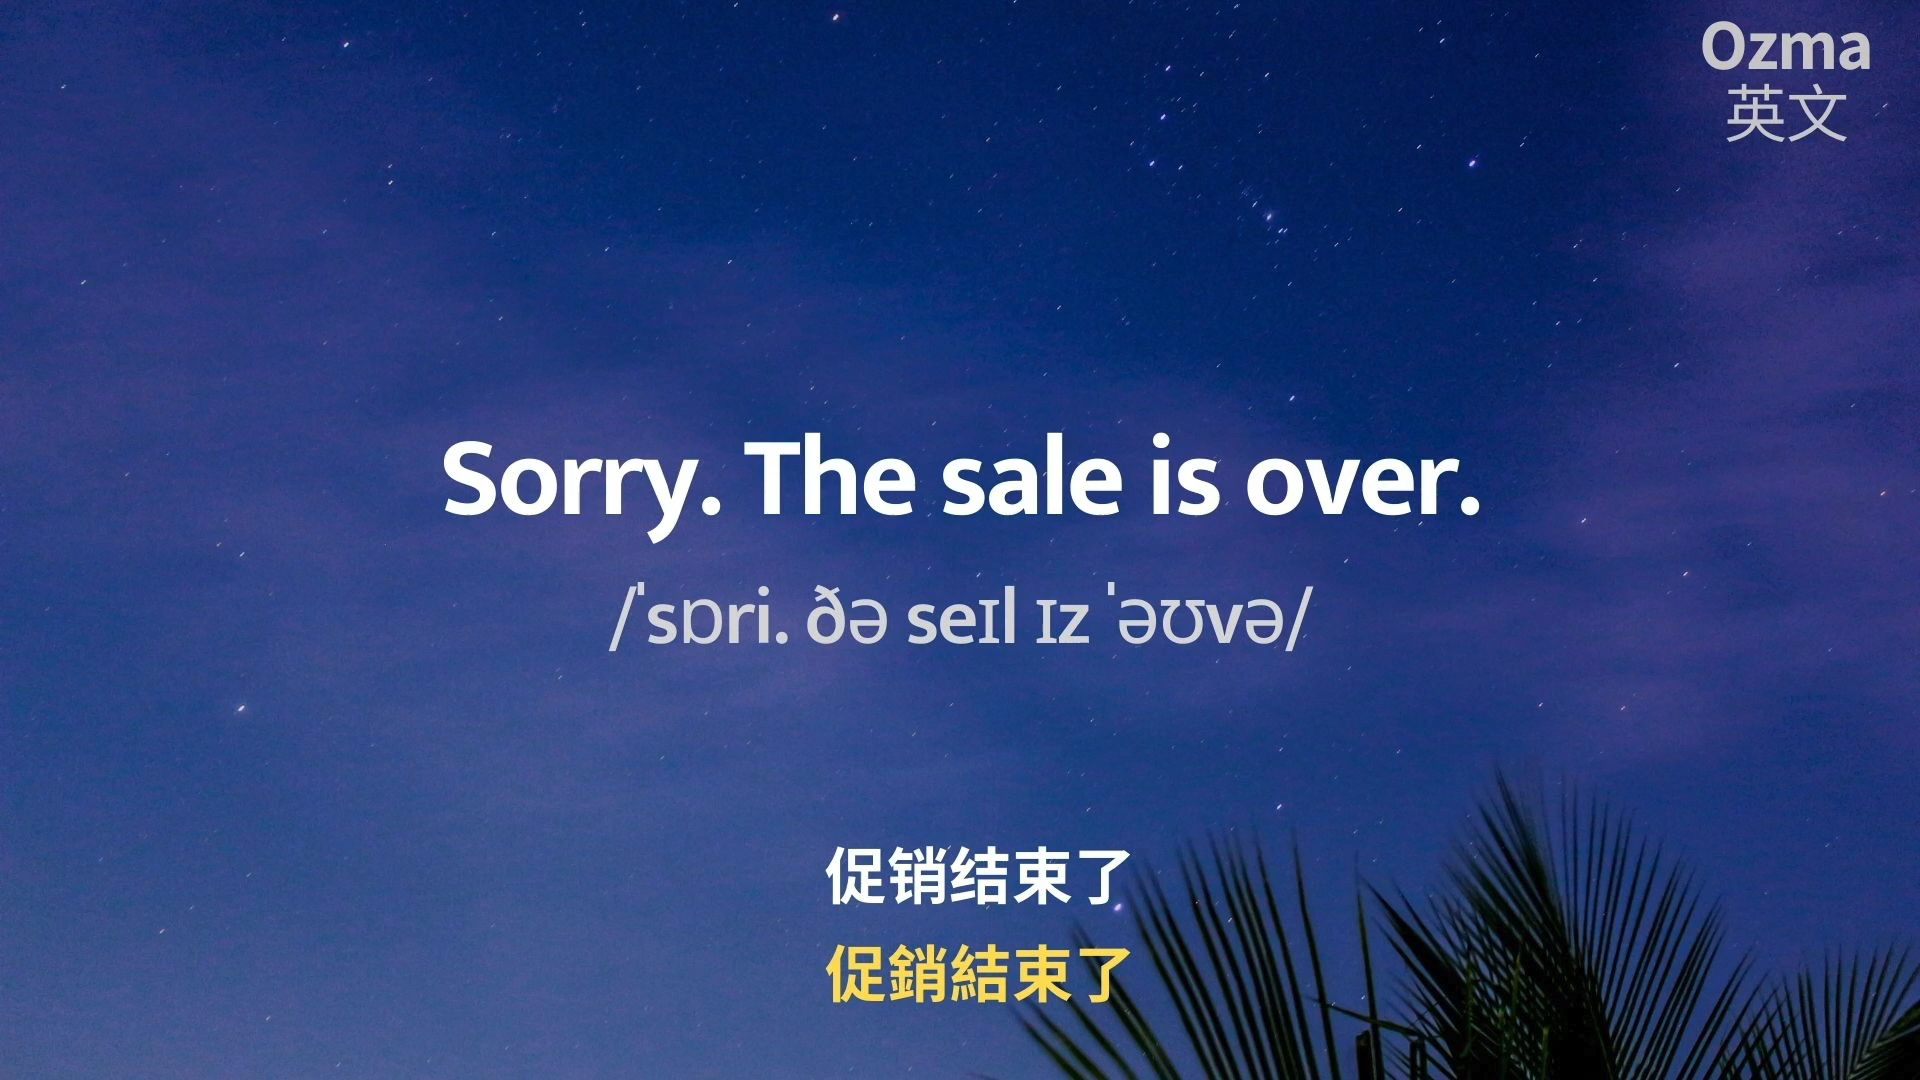 Ozma
英文
Sorry. The sale is over.
/ˈsɒri. ðə seɪl ɪz ˈəʊvə/
促销结束了
促銷結束了